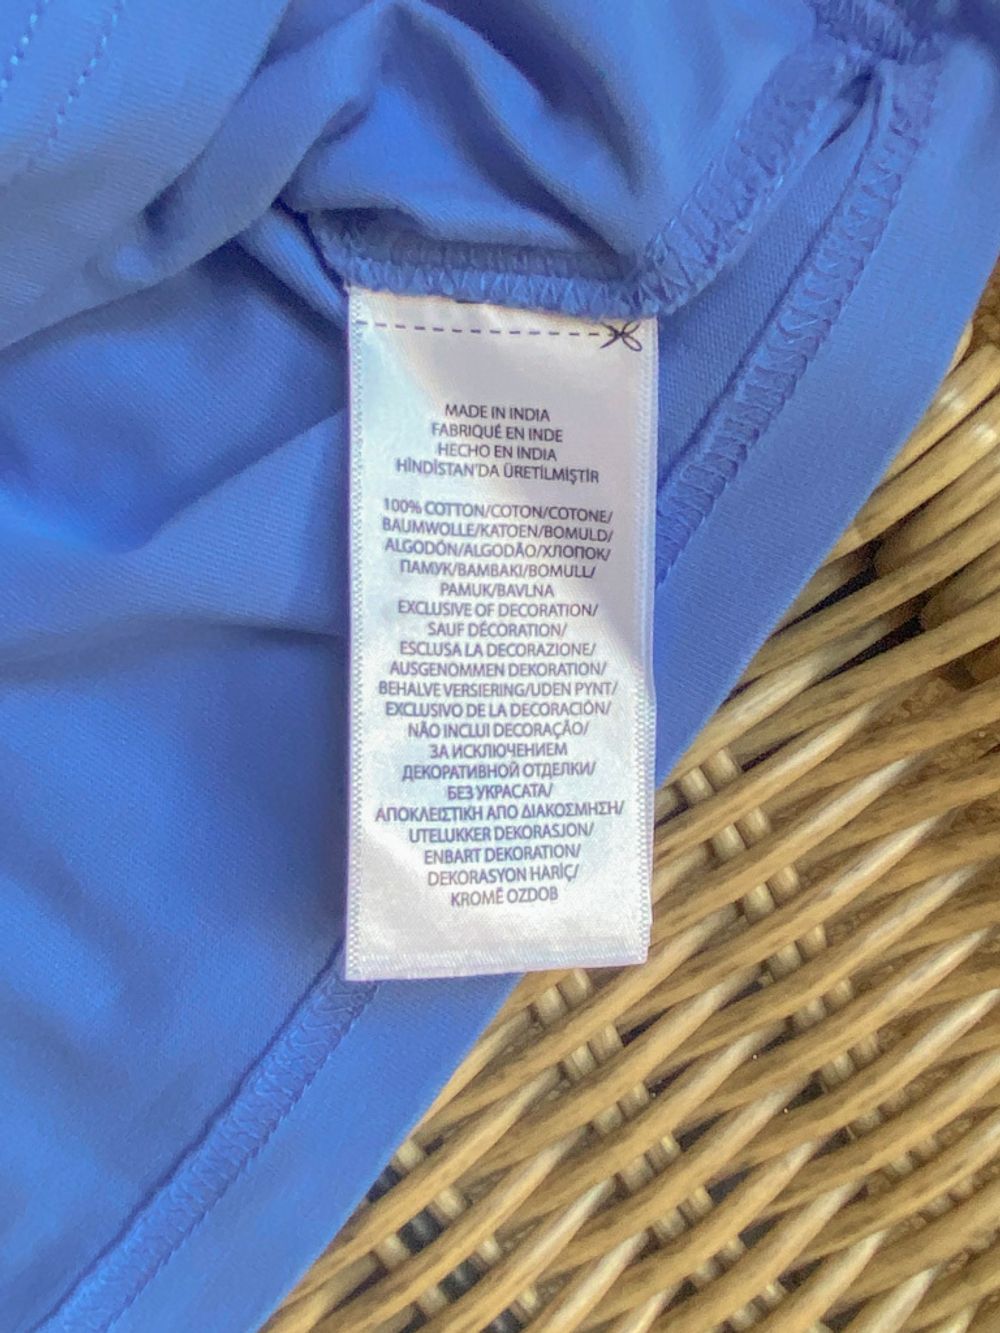 MADE IN INDIA
FABRIQUÉ EN INDE
HECHO EN INDIA
HİNDİSTAN'DA ÜRETİLMİŞTİR
100% COTTON/COTON/COTONE/
BAUMWOLLE/KATOEN/BOMULD/
ALGODÓN/ALGODÃO/ХЛОПОК/
ПАМУК/ΒΑΜΒΑΚΙ/BOMULL/
PAMUK/BAVLNA
EXCLUSIVE OF DECORATION/
SAUF DÉCORATION/
ESCLUSA LA DECORAZIONE/
AUSGENOMMEN DEKORATION/
BEHALVE VERSIERING/UDEN PYNT/
EXCLUSIVO DE LA DECORACIÓN/
NÃO INCLUI DECORAÇÃO/
ЗА ИСКЛЮЧЕНИЕМ
ДЕКОРАТИВНОЙ ОТДЕЛКИ/
БЕЗ УКРАСАТА/
ΑΠΟΚΛΕΙΣΤΙΚΗ ΑΠΟ ΔΙΑΚΟΣΜΗΣΗ/
UTELUKKER DEKORASJON/
ENBART DEKORATION/
DEKORASYON HARİÇ/
KROMĚ OZDOB